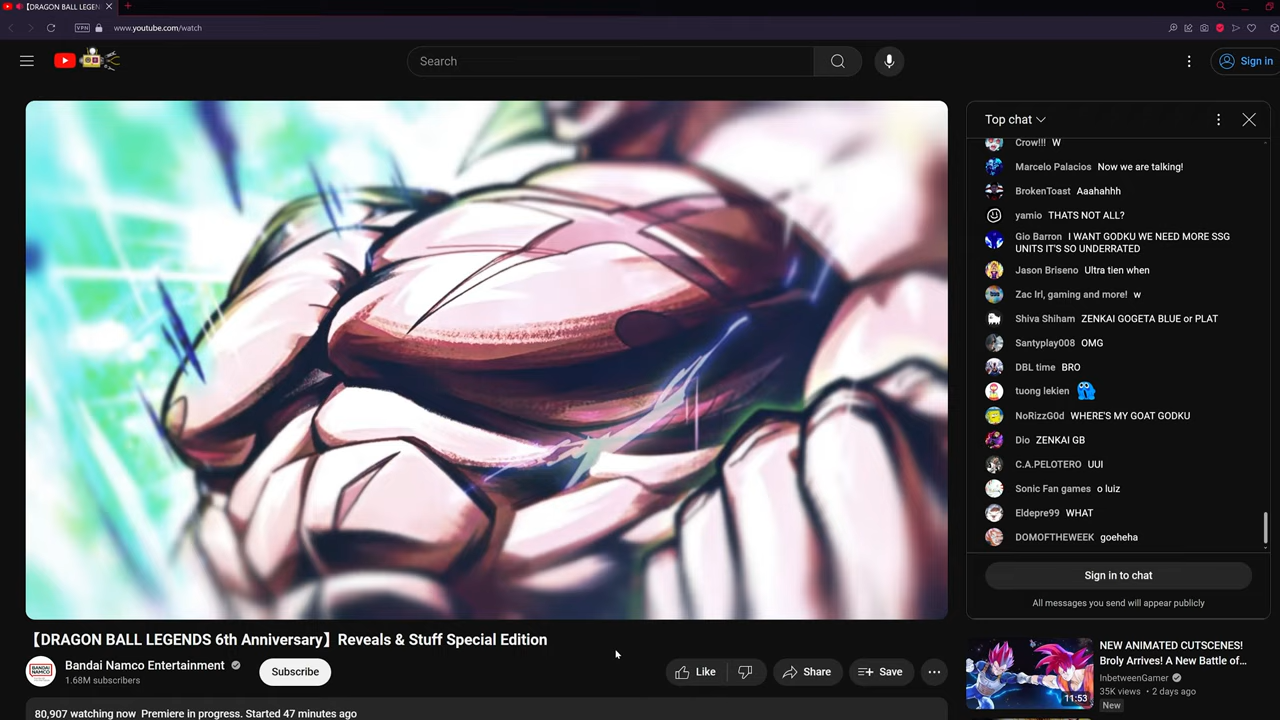 【DRAGON BALL LEGEN
VPN
www.youtube.com/watch
Search
Sign in
Top chat
Crow!!! W
Marcelo Palacios Now we are talking!
BrokenToast Aaahahhh
yamio THATS NOT ALL?
Gio Barron I WANT GODKU WE NEED MORE SSG
UNITS IT'S SO UNDERRATED
Jason Briseno Ultra tien when
Zac Irl, gaming and more! w
Shiva Shiham ZENKAI GOGETA BLUE or PLAT
Santyplay008 OMG
DBL time BRO
tuong lekien
NoRizzG0d WHERE'S MY GOAT GODKU
Dio ZENKAI GB
C.A.PELOTERO UUI
Sonic Fan games o luiz
Eldepre99 WHAT
DOMOFTHEWEEK goeheha
Sign in to chat
All messages you send will appear publicly
【DRAGON BALL LEGENDS 6th Anniversary】Reveals & Stuff Special Edition
BANDAI
NAMCO
Bandai Namco Entertainment
1.68M subscribers
Subscribe
Like
Share
Save
80,907 watching now Premiere in progress. Started 47 minutes ago
NEW ANIMATED CUTSCENES!
Broly Arrives! A New Battle of...
InbetweenGamer
35K views • 2 days ago
New
11:53